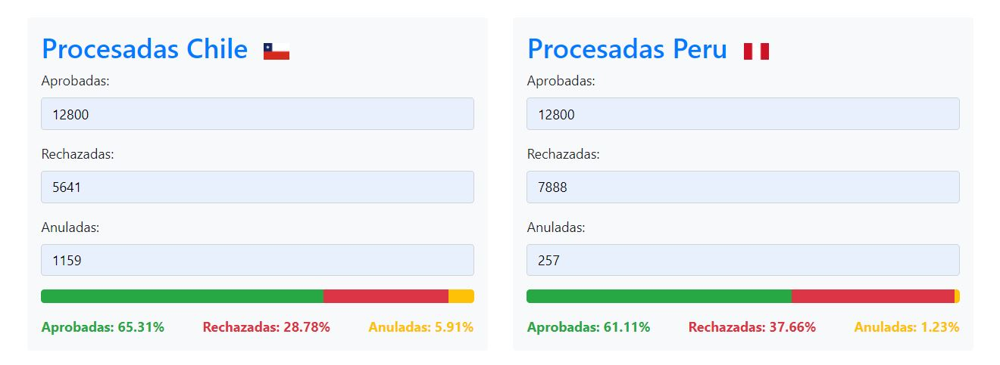 Procesadas Chile
Aprobadas:
12800
Rechazadas:
5641
Anuladas:
1159
Aprobadas: 65.31% Rechazadas: 28.78% Anuladas: 5.91%
Procesadas Peru
Aprobadas:
12800
Rechazadas:
7888
Anuladas:
257
Aprobadas: 61.11% Rechazadas: 37.66% Anuladas: 1.23%